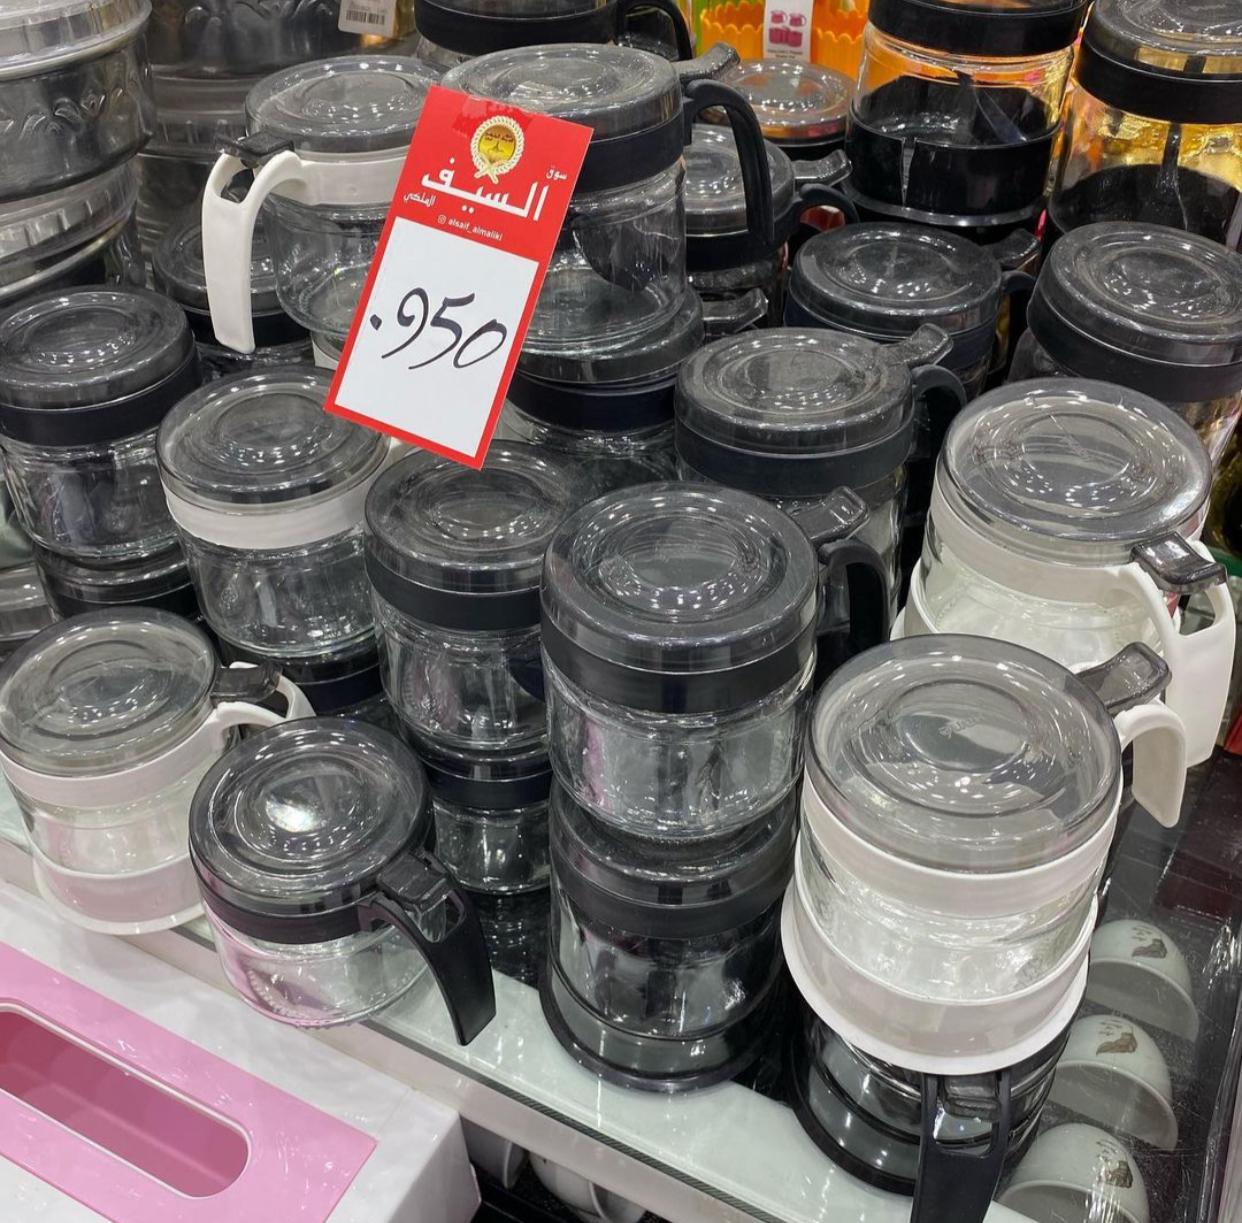 سوق
السيف
الملكي
alsaif_almaliki
.950